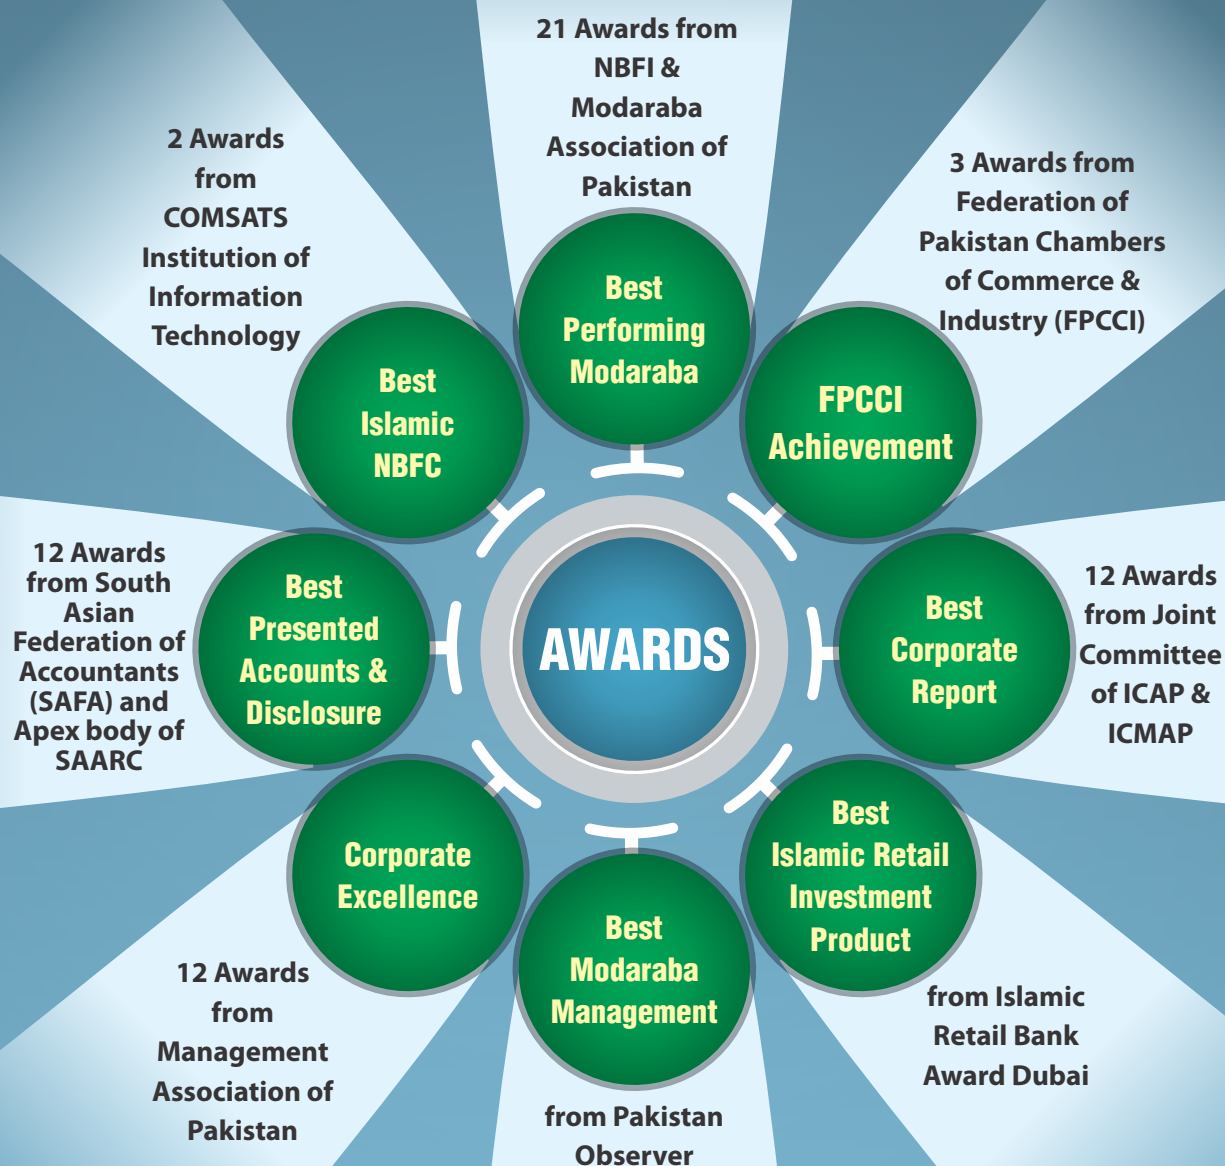 21 Awards from
NBFI &
Modaraba
Association of
Pakistan
Best
Performing
Modaraba
3 Awards from
Federation of
Pakistan Chambers
of Commerce &
Industry (FPCCI)
FPCCI
Achievement
12 Awards
from Joint
Committee
of ICAP &
ICMAP
Best
Corporate
Report
from Islamic
Retail Bank
Award Dubai
Best
Islamic Retail
Investment
Product
from Pakistan
Observer
Best
Modaraba
Management
12 Awards
from
Management
Association of
Pakistan
Corporate
Excellence
12 Awards
from South
Asian
Federation of
Accountants
(SAFA) and
Apex body of
SAARC
Best
Presented
Accounts &
Disclosure
2 Awards
from
COMSATS
Institution of
Information
Technology
Best
Islamic
NBFC
AWARDS